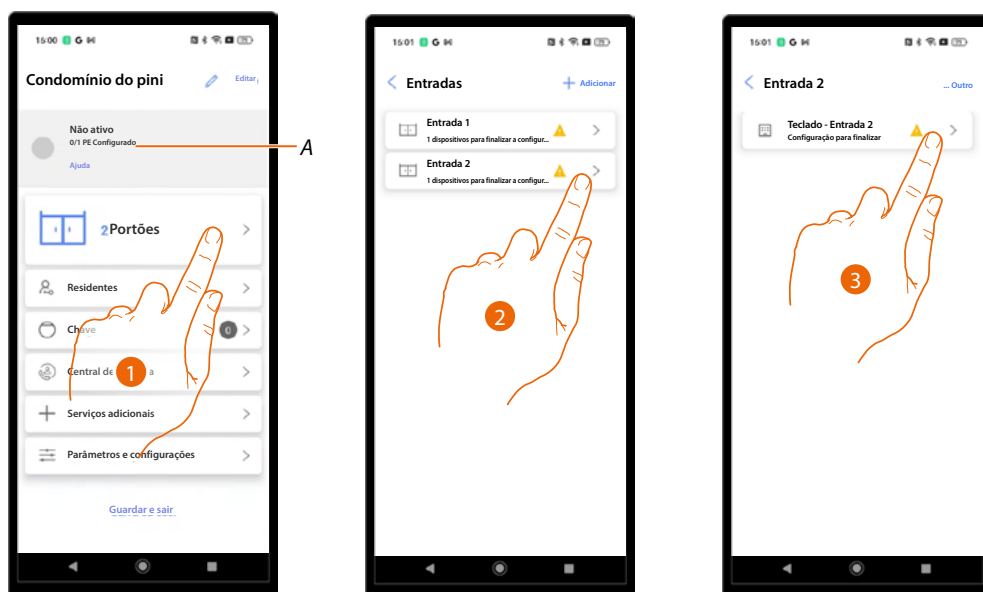 15:00
Condomínio do pini
Editar
Não ativo
0/1 PE Configurado
A
Ajuda
2Portões
Residentes
Chave
0
Central de
a
1
Serviços adicionais
Parâmetros e configurações
Guardar e sair
15:01
Entradas
Adicionar
Entrada 1
1 dispositivos para finalizar a configur...
Entrada 2
1 dispositivos para finalizar a configur...
2
15:01
Entrada 2
... Outro
Teclado - Entrada 2
Configuração para finalizar
3